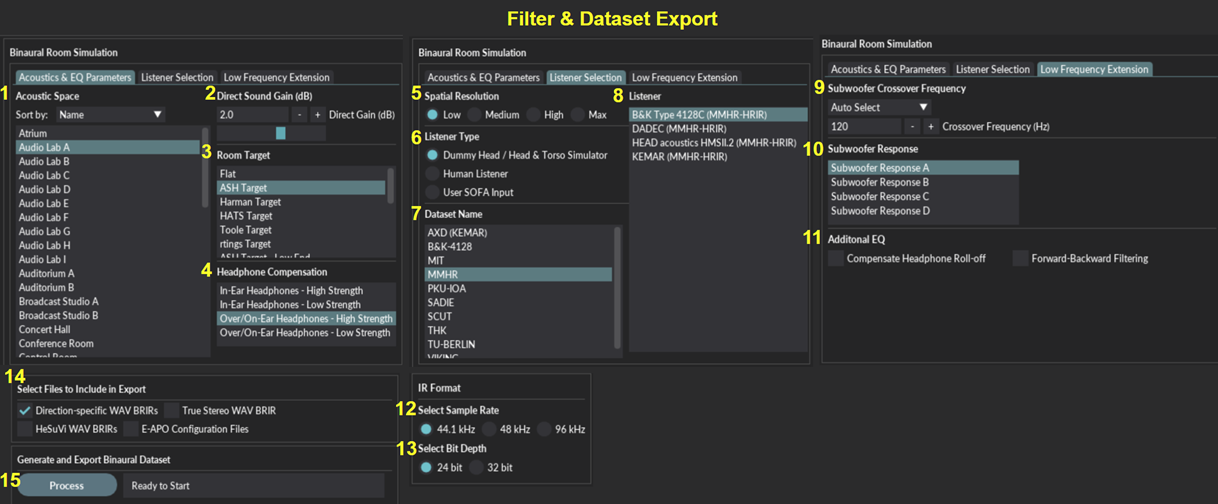 Filter & Dataset Export
Binaural Room Simulation
Acoustics & EQ Parameters Listener Selection Low Frequency Extension
1 Acoustic Space
Sort by: Name
Atrium
Audio Lab A
Audio Lab B
Audio Lab C
Audio Lab D
Audio Lab E
Audio Lab F
Audio Lab G
Audio Lab H
Audio Lab I
Auditorium A
Auditorium B
Broadcast Studio A
Broadcast Studio B
Concert Hall
Conference Room
Control Room
2 Direct Sound Gain (dB)
2.0 - + Direct Gain (dB)
3 Room Target
Flat
ASH Target
Harman Target
HATS Target
Toole Target
rtings Target
ASH Target - Low End
4 Headphone Compensation
In-Ear Headphones - High Strength
In-Ear Headphones - Low Strength
Over/On-Ear Headphones - High Strength
Over/On-Ear Headphones - Low Strength
Binaural Room Simulation
Acoustics & EQ Parameters Listener Selection Low Frequency Extension
5 Spatial Resolution
Low Medium High Max
6 Listener Type
Dummy Head / Head & Torso Simulator
Human Listener
User SOFA Input
7 Dataset Name
AXD (KEMAR)
B&K-4128
MIT
MMHR
PKU-IOA
SADIE
SCUT
THK
TU-BERLIN
VIKING
8 Listener
B&K Type 4128C (MMHR-HRIR)
DADEC (MMHR-HRIR)
HEAD acoustics HMSII.2 (MMHR-HRIR)
KEMAR (MMHR-HRIR)
Binaural Room Simulation
Acoustics & EQ Parameters Listener Selection Low Frequency Extension
9 Subwoofer Crossover Frequency
Auto Select
120 - + Crossover Frequency (Hz)
10 Subwoofer Response
Subwoofer Response A
Subwoofer Response B
Subwoofer Response C
Subwoofer Response D
11 Additonal EQ
Compensate Headphone Roll-off Forward-Backward Filtering
14
Select Files to Include in Export
Direction-specific WAV BRIRs True Stereo WAV BRIR
HeSuVi WAV BRIRs E-APO Configuration Files
Generate and Export Binaural Dataset
15 Process Ready to Start
IR Format
12 Select Sample Rate
44.1 kHz 48 kHz 96 kHz
13 Select Bit Depth
24 bit 32 bit